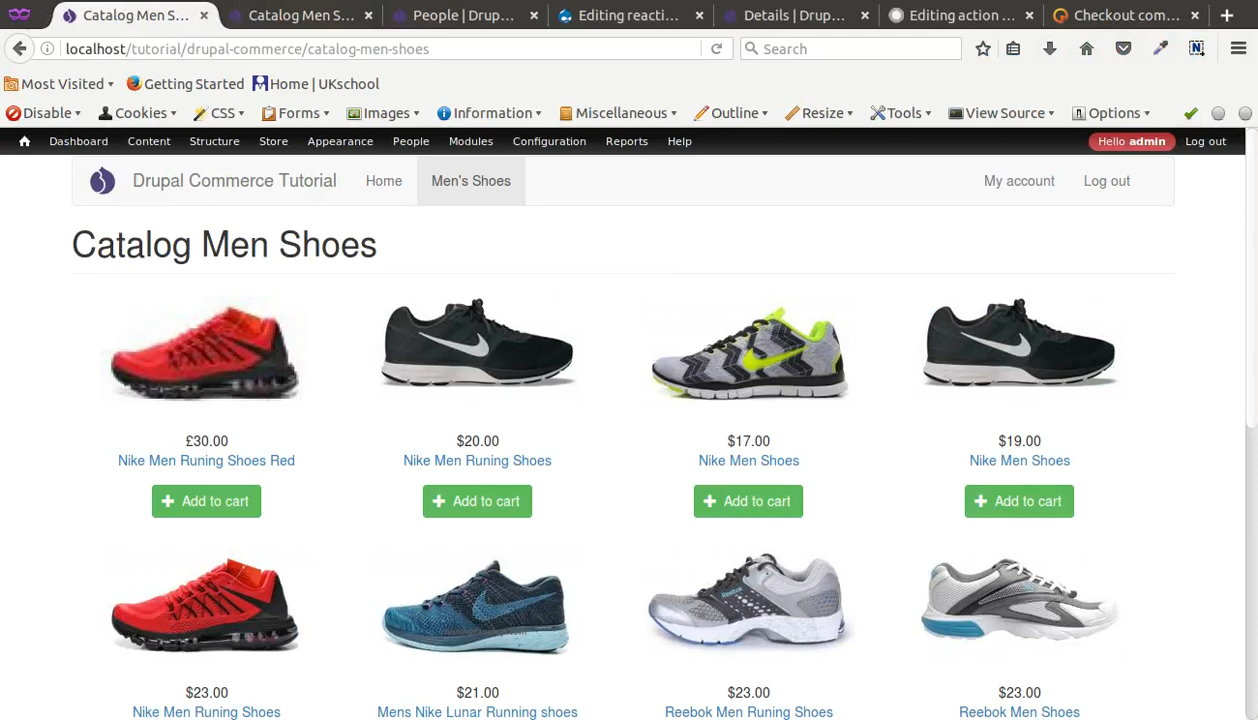 Catalog Men S... × Catalog Men S... × People | Drup... × Editing reacti... × Details | Drup... × Editing action ... × Checkout com... ×
localhost/tutorial/drupal-commerce/catalog-men-shoes Search
Most Visited Getting Started Home | UKschool
Disable Cookies CSS Forms Images Information Miscellaneous Outline Resize Tools View Source Options
Dashboard Content Structure Store Appearance People Modules Configuration Reports Help Hello admin Log out
Drupal Commerce Tutorial Home Men's Shoes My account Log out
Catalog Men Shoes
£30.00 $20.00 $17.00 $19.00
Nike Men Runing Shoes Red Nike Men Runing Shoes Nike Men Shoes Nike Men Shoes
Add to cart Add to cart Add to cart Add to cart
$23.00 $21.00 $23.00 $23.00
Nike Men Runing Shoes Mens Nike Lunar Running shoes Reebok Men Runing Shoes Reebok Men Shoes